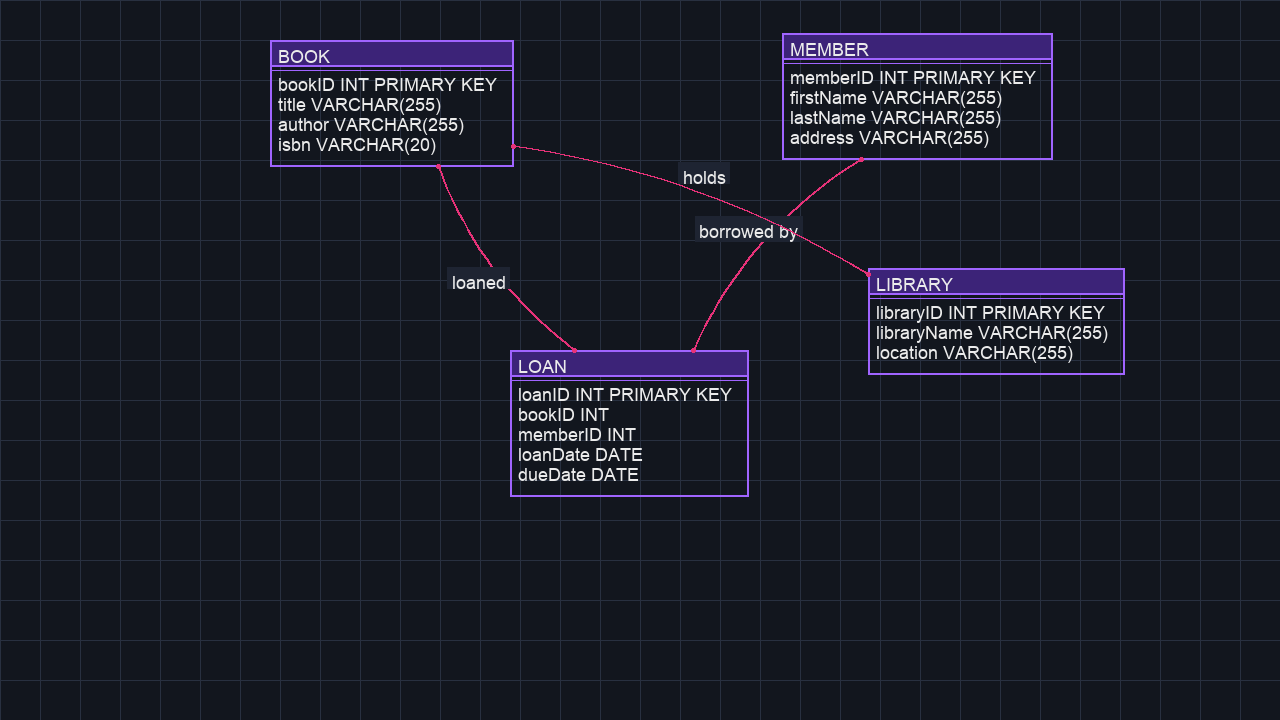 BOOK
bookID INT PRIMARY KEY
title VARCHAR(255)
author VARCHAR(255)
isbn VARCHAR(20)
MEMBER
memberID INT PRIMARY KEY
firstName VARCHAR(255)
lastName VARCHAR(255)
address VARCHAR(255)
holds
borrowed by
loaned
LIBRARY
libraryID INT PRIMARY KEY
libraryName VARCHAR(255)
location VARCHAR(255)
LOAN
loanID INT PRIMARY KEY
bookID INT
memberID INT
loanDate DATE
dueDate DATE